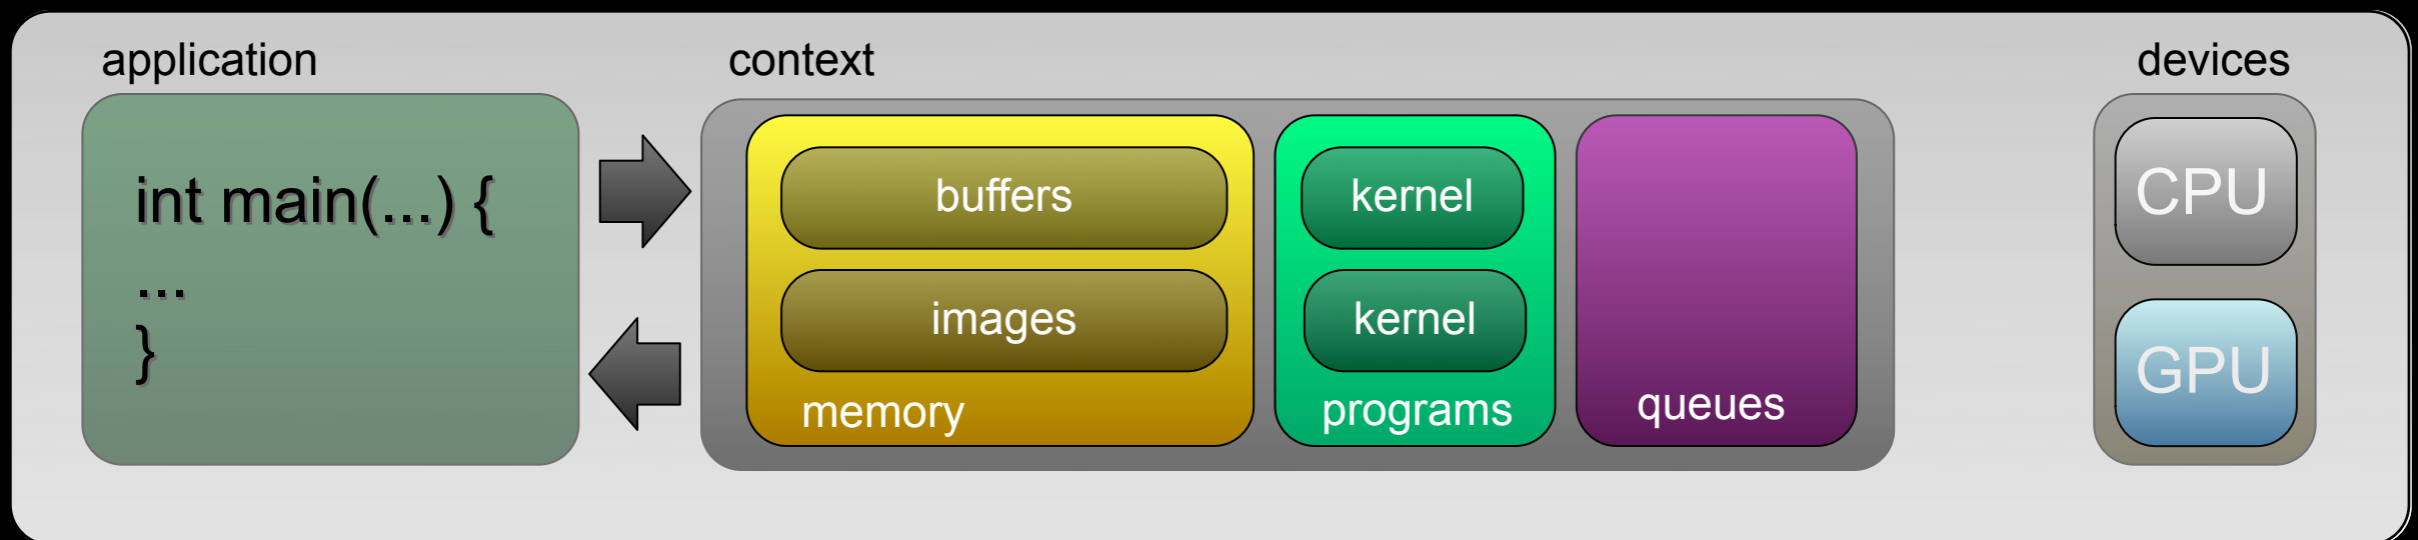 application
int main(...) {
...
}
context
buffers
images
memory
kernel
kernel
programs
queues
devices
CPU
GPU